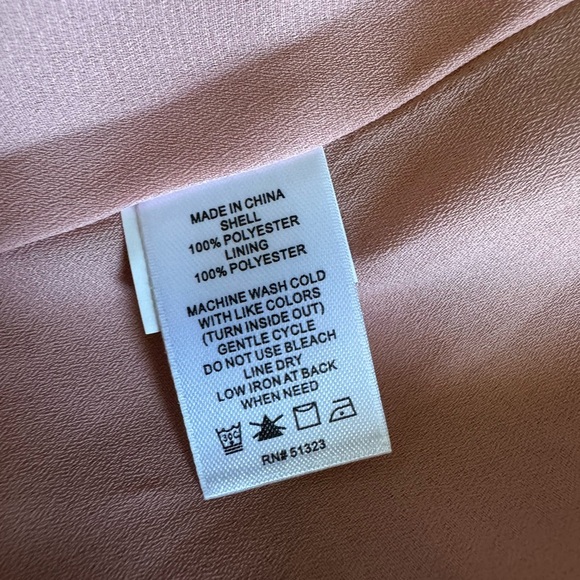 MADE IN CHINA
SHELL
100% POLYESTER
LINING
100% POLYESTER
MACHINE WASH COLD
WITH LIKE COLORS
(TURN INSIDE OUT)
GENTLE CYCLE
DO NOT USE BLEACH
LINE DRY
LOW IRON AT BACK
WHEN NEED
30C
RN# 51323